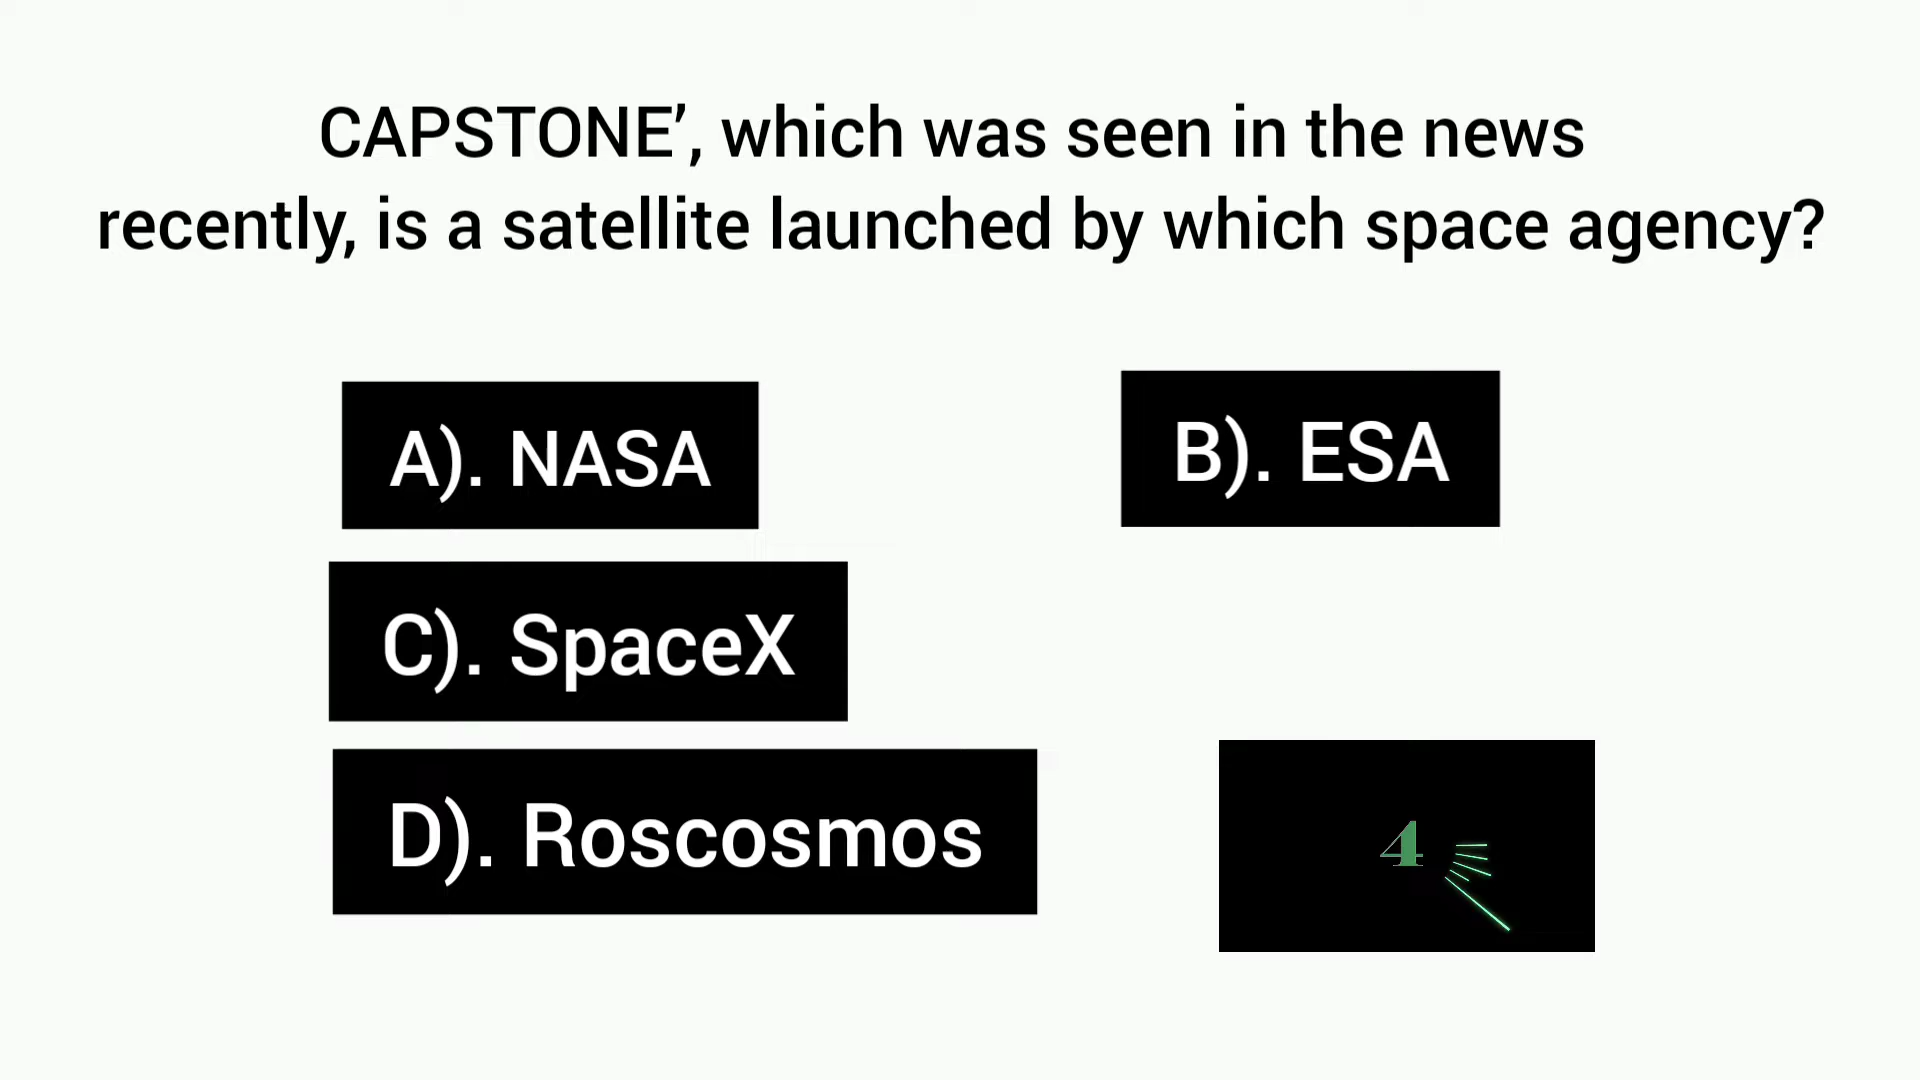 CAPSTONE’, which was seen in the news
recently, is a satellite launched by which space agency?
A). NASA
B). ESA
C). SpaceX
D). Roscosmos
4